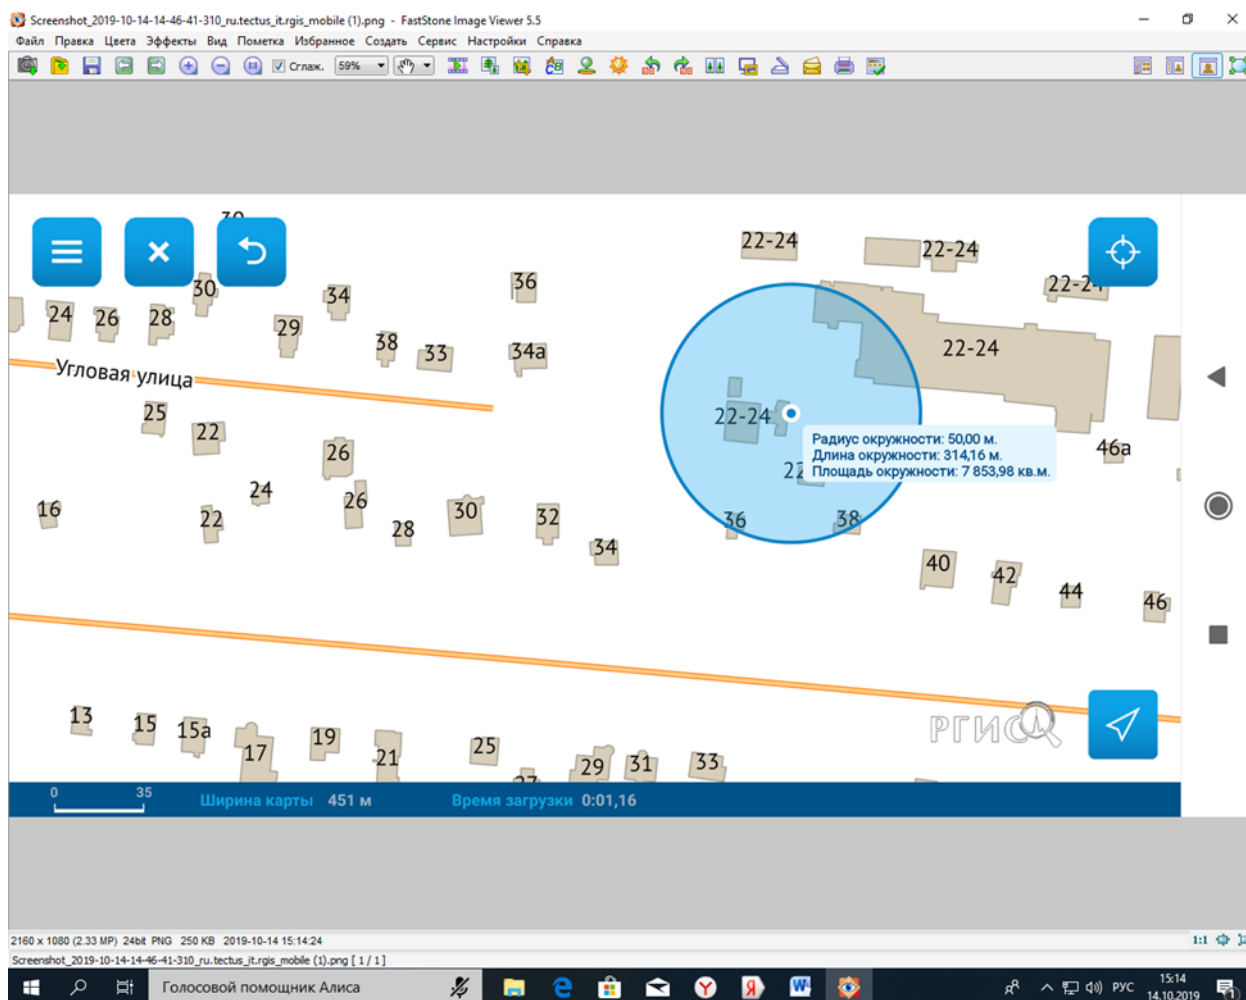 Screenshot_2019-10-14-14-46-41-310_ru.tectus_it.rgis_mobile (1).png - FastStone Image Viewer 5.5
Файл Правка Цвета Эффекты Вид Пометка Избранное Создать Сервис Настройки Справка
Сглаж. 59%
30
22-24
22-24
36
30
34
22-24
24
26
28
29
38
33
34а
22-24
Угловая улица
25
22
22-24
26
46а
Радиус окружности: 50,00 м.
Длина окружности: 314,16 м.
Площадь окружности: 7 853,98 кв.м.
22
24
26
16
22
28
30
32
36
38
34
40
42
44
46
13
15
15а
17
19
21
25
27
29
31
33
РГИС
0 35
Ширина карты 451 м
Время загрузки 0:01,16
2160 x 1080 (2.33 MP) 24bit PNG 250 KB 2019-10-14 15:14:24
1:1
Screenshot_2019-10-14-14-46-41-310_ru.tectus_it.rgis_mobile (1).png [ 1 / 1 ]
Голосовой помощник Алиса
РУС
15:14
14.10.2019